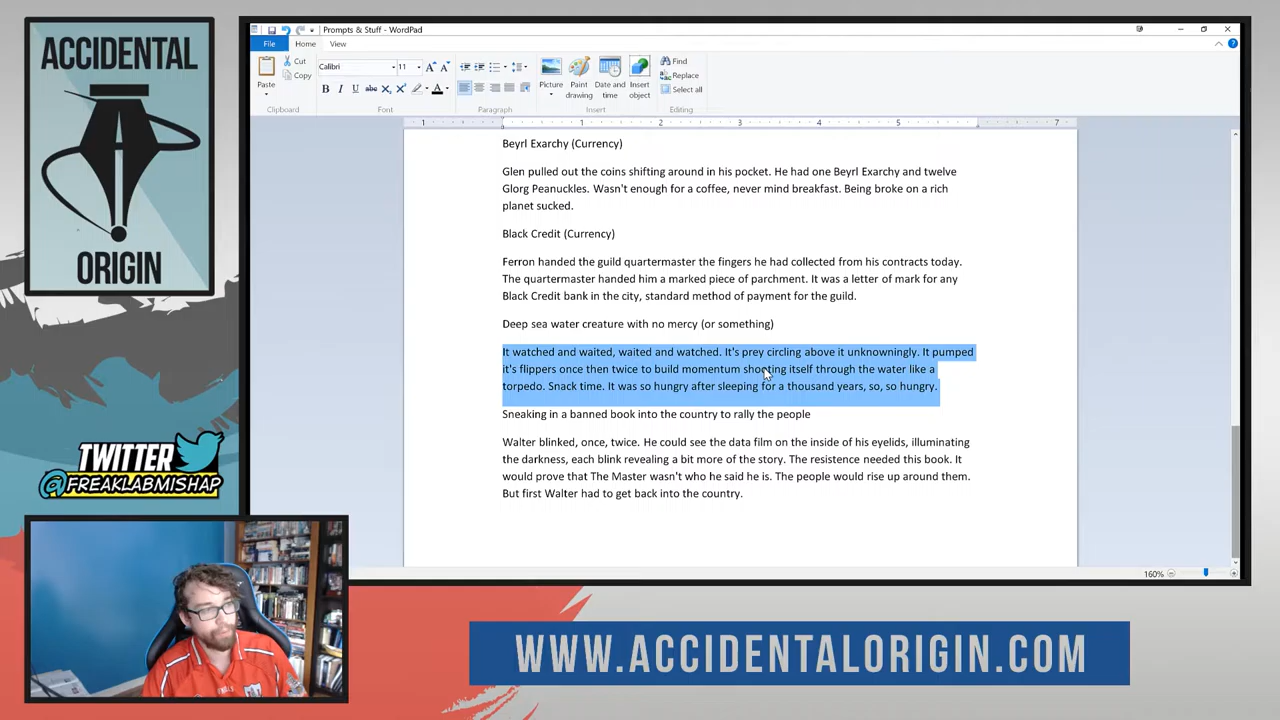 ACCIDENTAL
ORIGIN
TWITTER
@FREAKLABMISHAP
Prompts & Stuff - WordPad
File
Home
View
Paste
Cut
Copy
Clipboard
Calibri
11
B I U abc X₂ X² A
Font
Paragraph
Picture
Paint drawing
Date and time
Insert object
Insert
Find
Replace
Select all
Editing
1 1 2 3 4 5 7
Beyrl Exarchy (Currency)
Glen pulled out the coins shifting around in his pocket. He had one Beyrl Exarchy and twelve
Glorg Peanuckles. Wasn't enough for a coffee, never mind breakfast. Being broke on a rich
planet sucked.
Black Credit (Currency)
Ferron handed the guild quartermaster the fingers he had collected from his contracts today.
The quartermaster handed him a marked piece of parchment. It was a letter of mark for any
Black Credit bank in the city, standard method of payment for the guild.
Deep sea water creature with no mercy (or something)
It watched and waited, waited and watched. It's prey circling above it unknowningly. It pumped
it's flippers once then twice to build momentum shooting itself through the water like a
torpedo. Snack time. It was so hungry after sleeping for a thousand years, so, so hungry.
Sneaking in a banned book into the country to rally the people
Walter blinked, once, twice. He could see the data film on the inside of his eyelids, illuminating
the darkness, each blink revealing a bit more of the story. The resistence needed this book. It
would prove that The Master wasn't who he said he is. The people would rise up around them.
But first Walter had to get back into the country.
160%
WWW.ACCIDENTALORIGIN.COM